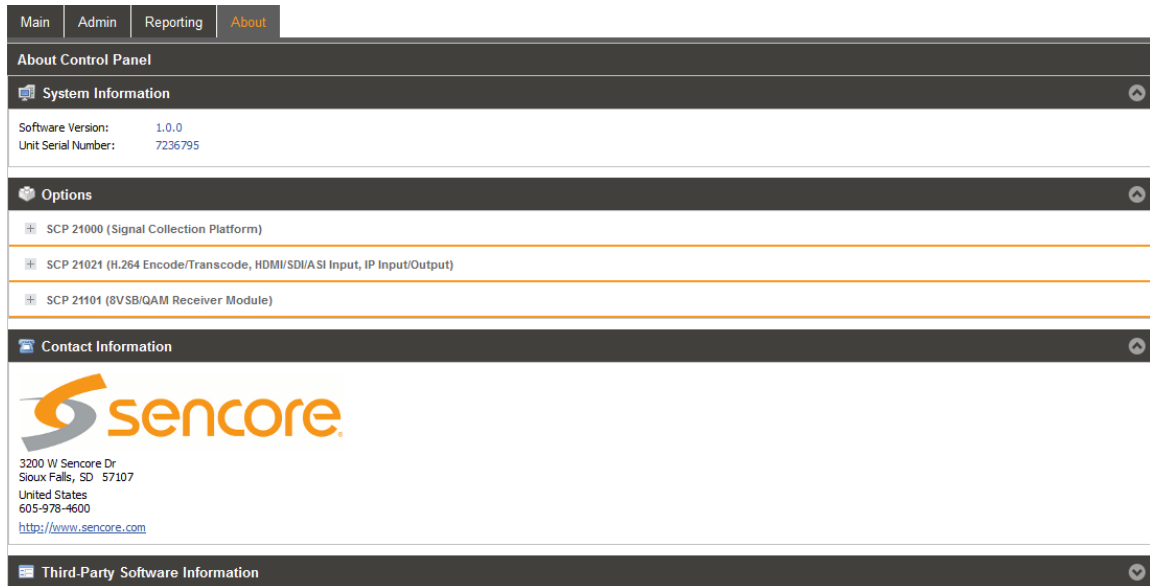 Main Admin Reporting About
About Control Panel
System Information
Software Version: 1.0.0
Unit Serial Number: 7236795
Options
SCP 21000 (Signal Collection Platform)
SCP 21021 (H.264 Encode/Transcode, HDMI/SDI/ASI Input, IP Input/Output)
SCP 21101 (8VSB/QAM Receiver Module)
Contact Information
sencore®
3200 W Sencore Dr
Sioux Falls, SD 57107
United States
605-978-4600
http://www.sencore.com
Third-Party Software Information